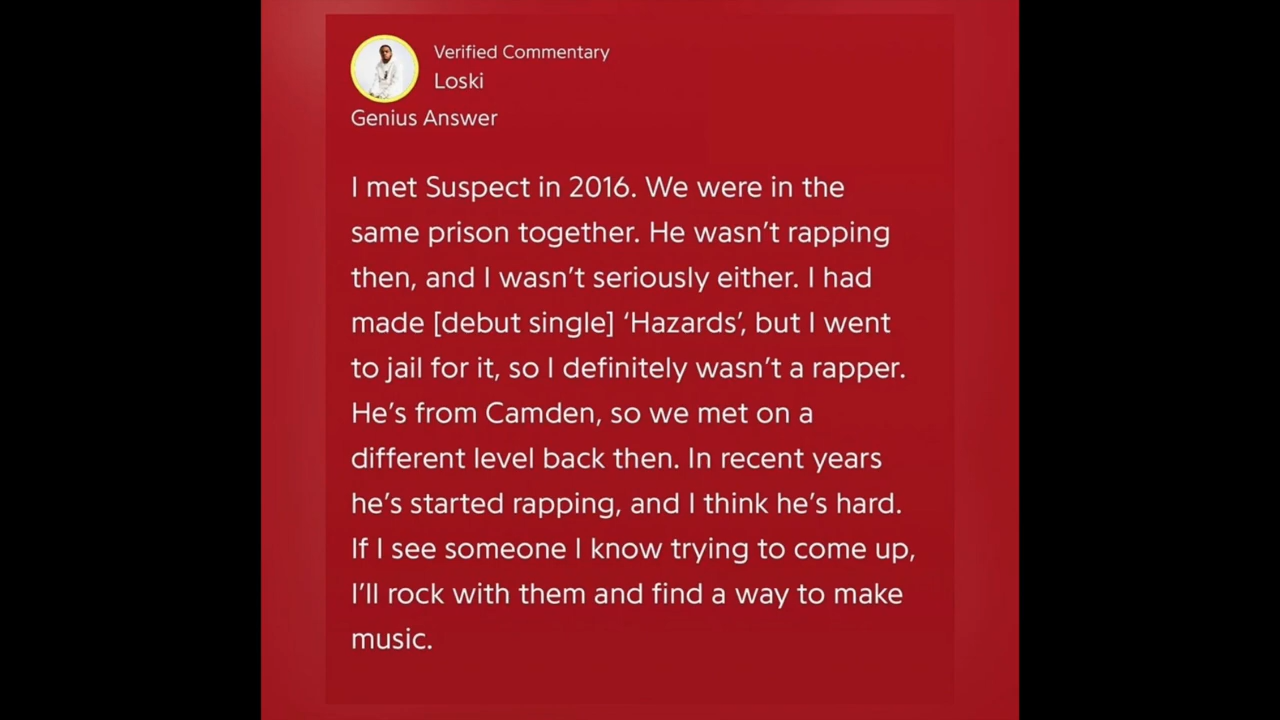 Verified Commentary
Loski
Genius Answer
I met Suspect in 2016. We were in the
same prison together. He wasn’t rapping
then, and I wasn’t seriously either. I had
made [debut single] ‘Hazards’, but I went
to jail for it, so I definitely wasn’t a rapper.
He’s from Camden, so we met on a
different level back then. In recent years
he’s started rapping, and I think he’s hard.
If I see someone I know trying to come up,
I’ll rock with them and find a way to make
music.